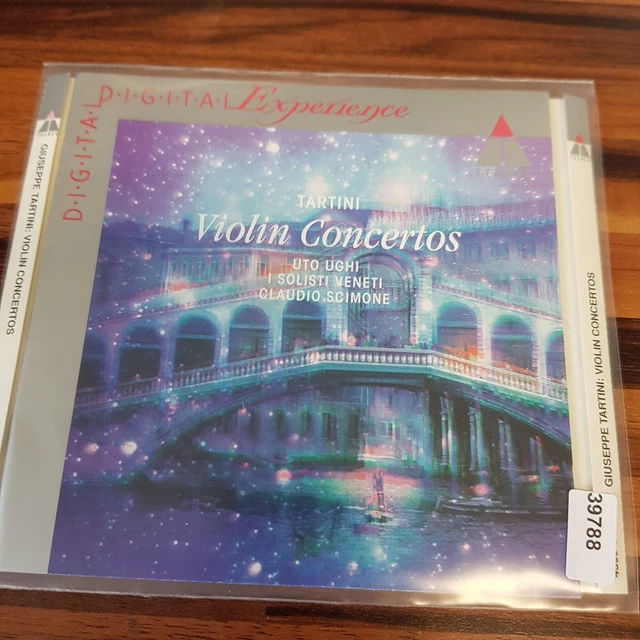 D·I·G·I·T·A·L
D·I·G·I·T·A·L Experience
TELDEC
GIUSEPPE TARTINI: VIOLIN CONCERTOS
TARTINI
Violin Concertos
UTO UGHI
I SOLISTI VENETI
CLAUDIO SCIMONE
GIUSEPPE TARTINI: VIOLIN CONCERTOS
39788